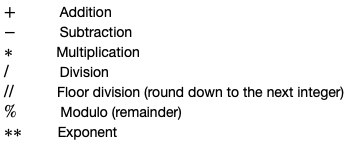 + Addition
− Subtraction
* Multiplication
/ Division
// Floor division (round down to the next integer)
% Modulo (remainder)
** Exponent